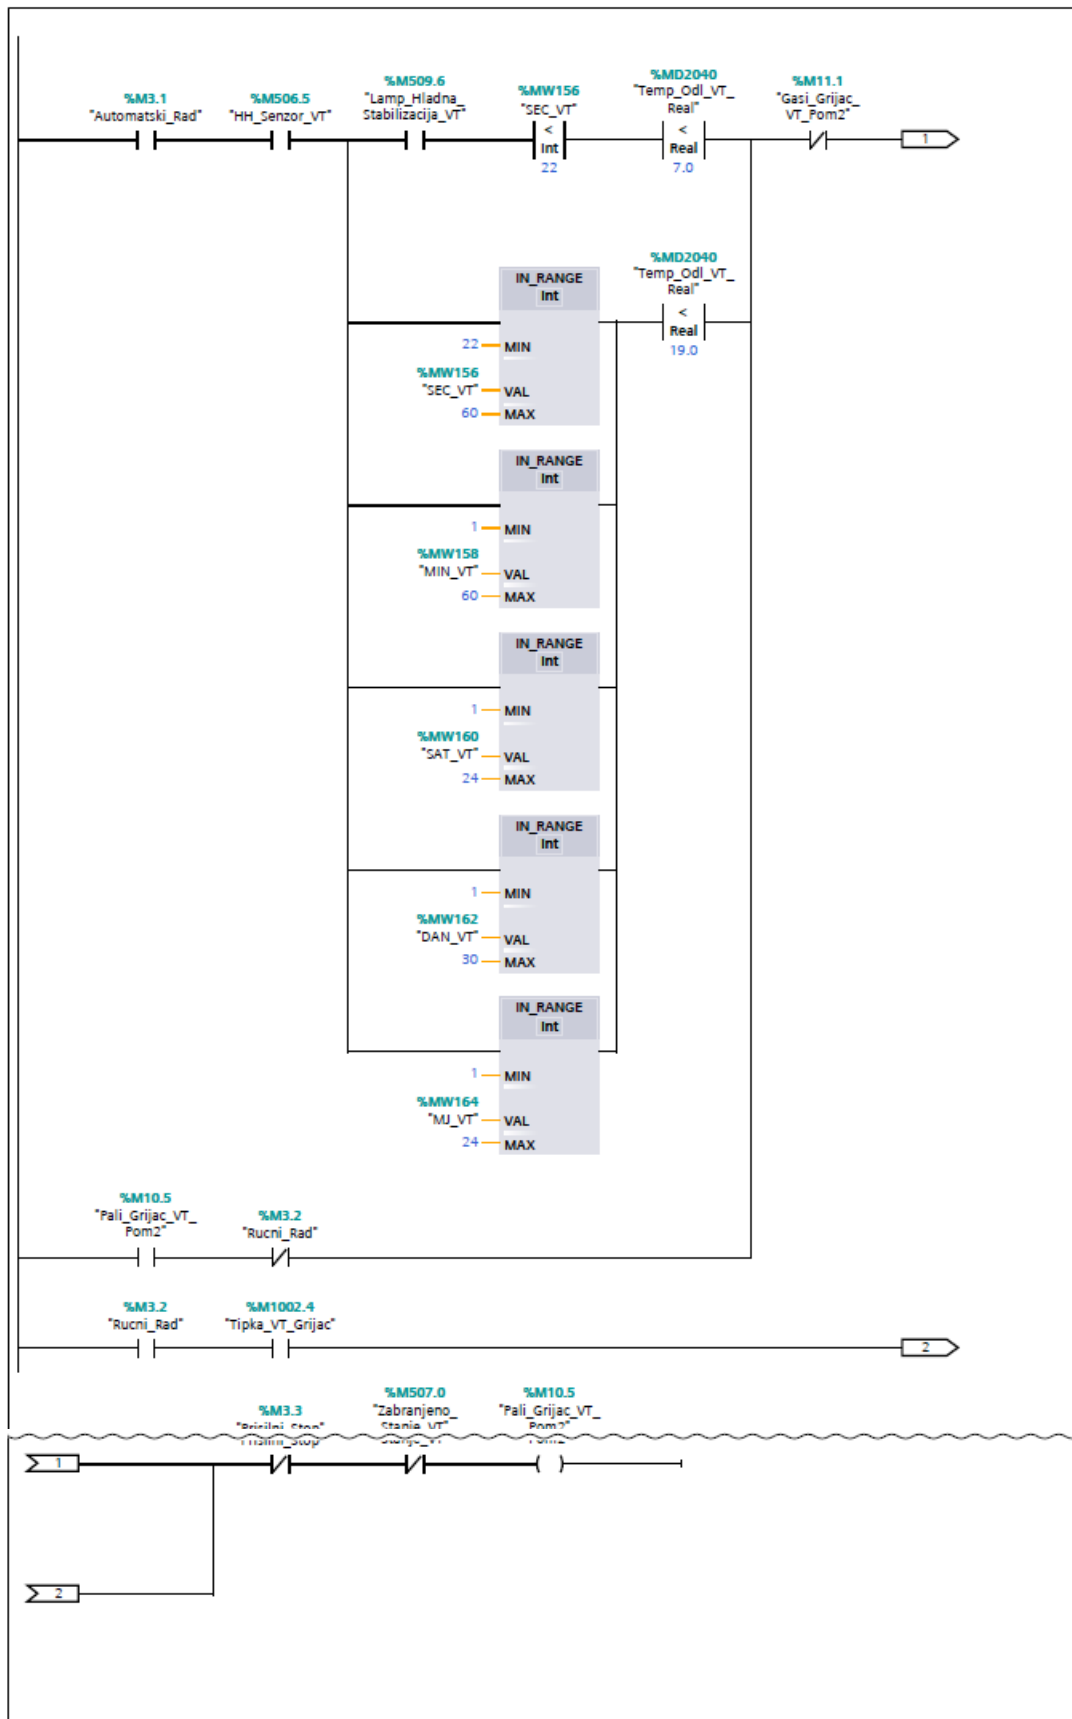 %M3.1
"Automatski_Rad"
%M506.5
"HH_Senzor_VT"
%M509.6
"Lamp_Hladna_
Stabilizacija_VT"
%MW156
"SEC_VT"
<
Int
22
%MD2040
"Temp_Odl_VT_
Real"
<
Real
7.0
%M11.1
"Gasi_Grijac_
VT_Pom2"
1
IN_RANGE
Int
22
MIN
%MW156
"SEC_VT"
VAL
60
MAX
%MD2040
"Temp_Odl_VT_
Real"
<
Real
19.0
IN_RANGE
Int
1
MIN
%MW158
"MIN_VT"
VAL
60
MAX
IN_RANGE
Int
1
MIN
%MW160
"SAT_VT"
VAL
24
MAX
IN_RANGE
Int
1
MIN
%MW162
"DAN_VT"
VAL
30
MAX
IN_RANGE
Int
1
MIN
%MW164
"MJ_VT"
VAL
24
MAX
%M10.5
"Pali_Grijac_VT_
Pom2"
%M3.2
"Rucni_Rad"
%M3.2
"Rucni_Rad"
%M1002.4
"Tipka_VT_Grijac"
2
%M3.3
"Prisilni_Stop"
%M507.0
"Zabranjeno_
Stanje_VT"
%M10.5
"Pali_Grijac_VT_
Pom2"
1
2